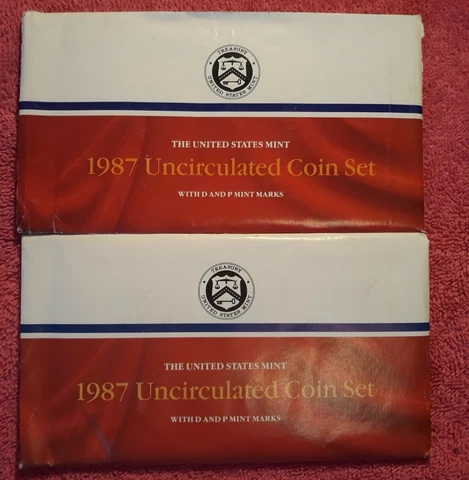 TREASURY
UNITED STATES MINT
THE UNITED STATES MINT
1987 Uncirculated Coin Set
WITH D AND P MINT MARKS
TREASURY
UNITED STATES MINT
THE UNITED STATES MINT
1987 Uncirculated Coin Set
WITH D AND P MINT MARKS